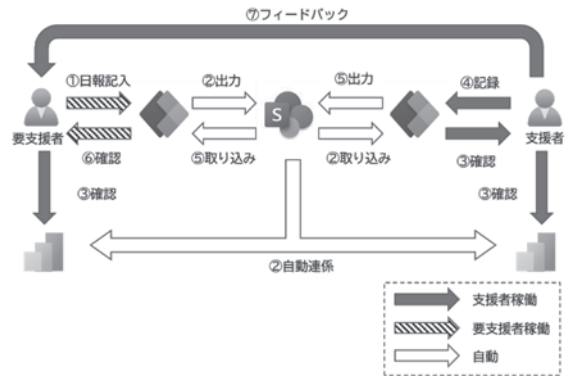 ⑦フィードバック
①日報記入
②出力
⑤出力
④記録
S
要支援者
支援者
⑥確認
⑤取り込み
②取り込み
③確認
③確認
③確認
②自動連係
支援者稼働
要支援者稼働
自動